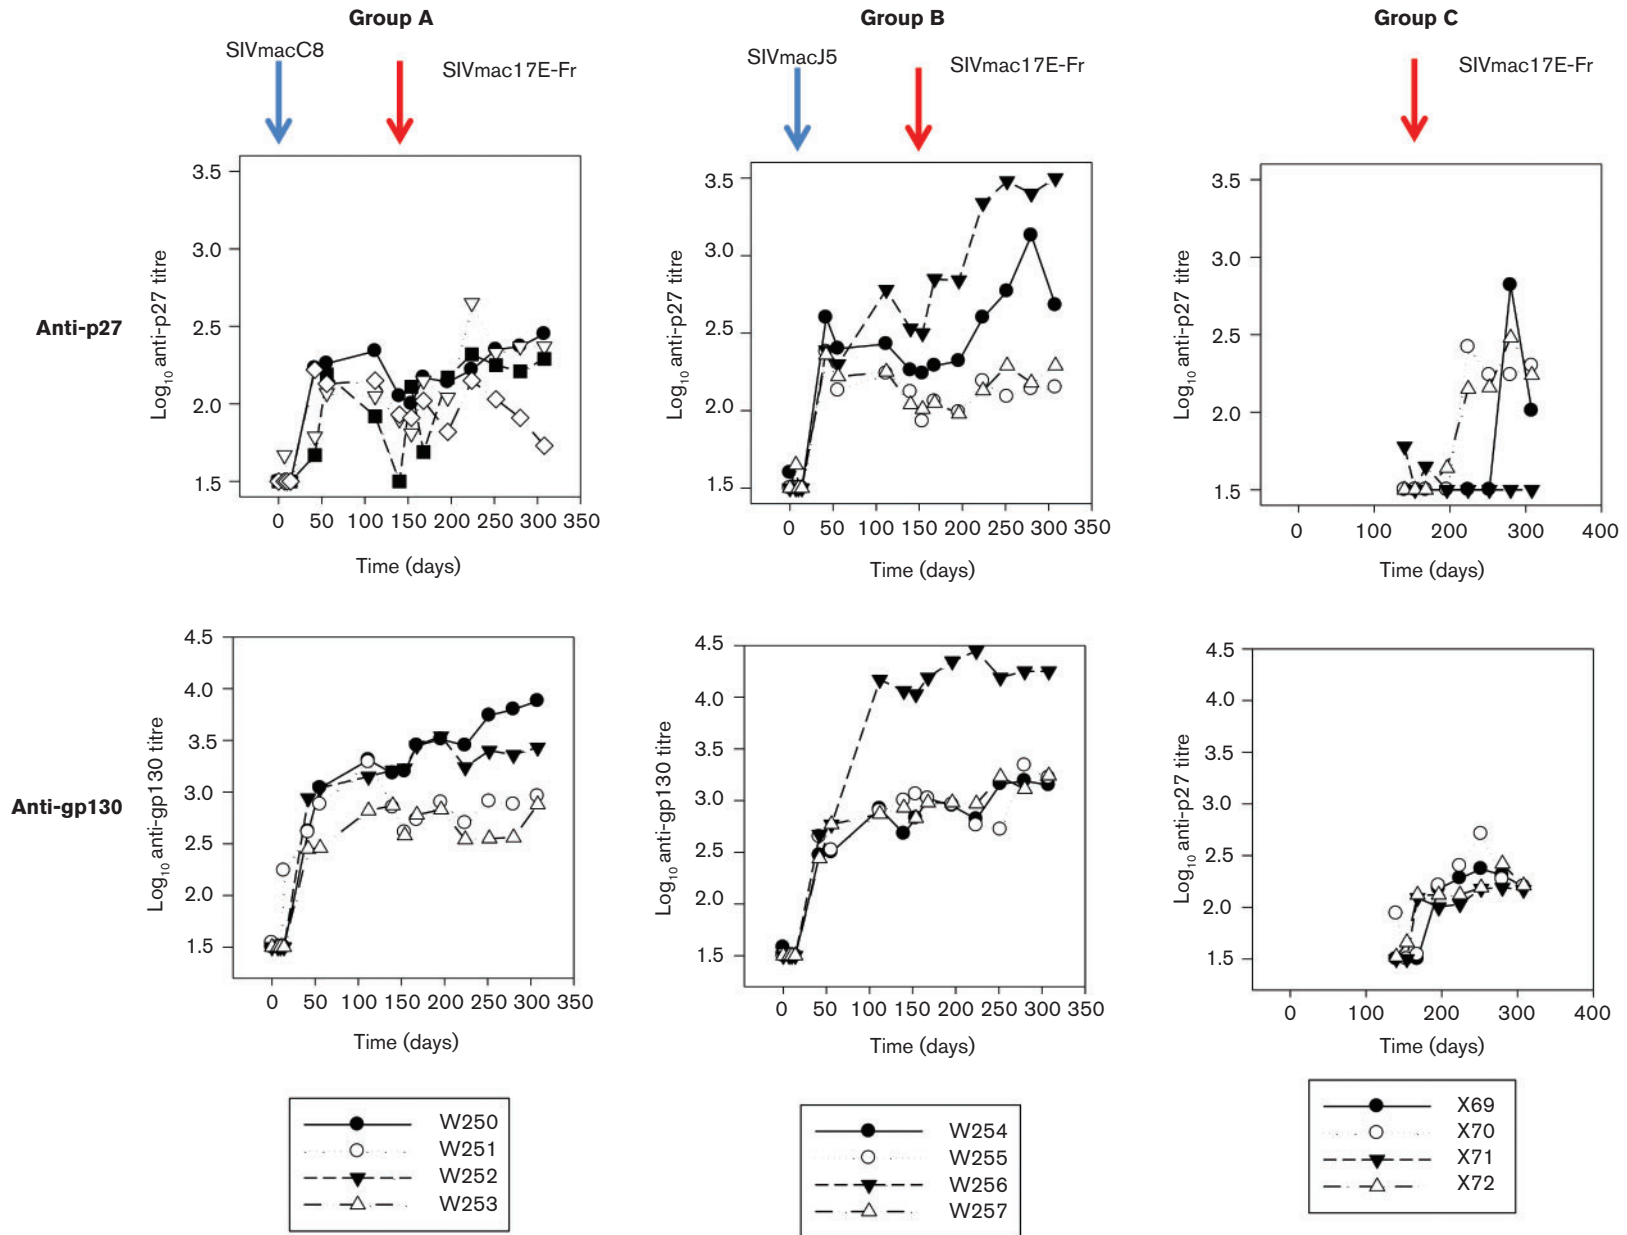 Group A
Group B
Group C
SIVmacC8
SIVmac17E-Fr
SIVmacJ5
SIVmac17E-Fr
SIVmac17E-Fr
Anti-p27
Log10 anti-p27 titre
3.5
3.0
2.5
2.0
1.5
0 50 100 150 200 250 300 350
Time (days)
Log10 anti-p27 titre
3.5
3.0
2.5
2.0
1.5
0 50 100 150 200 250 300 350
Time (days)
Log10 anti-p27 titre
3.5
3.0
2.5
2.0
1.5
0 100 200 300 400
Time (days)
Anti-gp130
Log10 anti-gp130 titre
4.5
4.0
3.5
3.0
2.5
2.0
1.5
0 50 100 150 200 250 300 350
Time (days)
Log10 anti-gp130 titre
4.5
4.0
3.5
3.0
2.5
2.0
1.5
0 50 100 150 200 250 300 350
Time (days)
Log10 anti-p27 titre
4.5
4.0
3.5
3.0
2.5
2.0
1.5
0 100 200 300 400
Time (days)
W250
W251
W252
W253
W254
W255
W256
W257
X69
X70
X71
X72